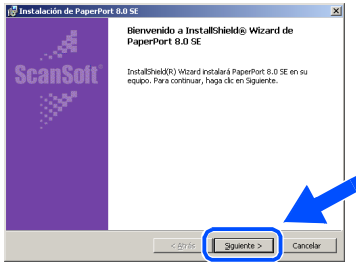 Instalación de PaperPort 8.0 SE
Bienvenido a InstallShield® Wizard de
PaperPort 8.0 SE
ScanSoft®
InstallShield(R) Wizard instalará PaperPort 8.0 SE en su
equipo. Para continuar, haga clic en Siguiente.
< Atrás
Siguiente >
Cancelar